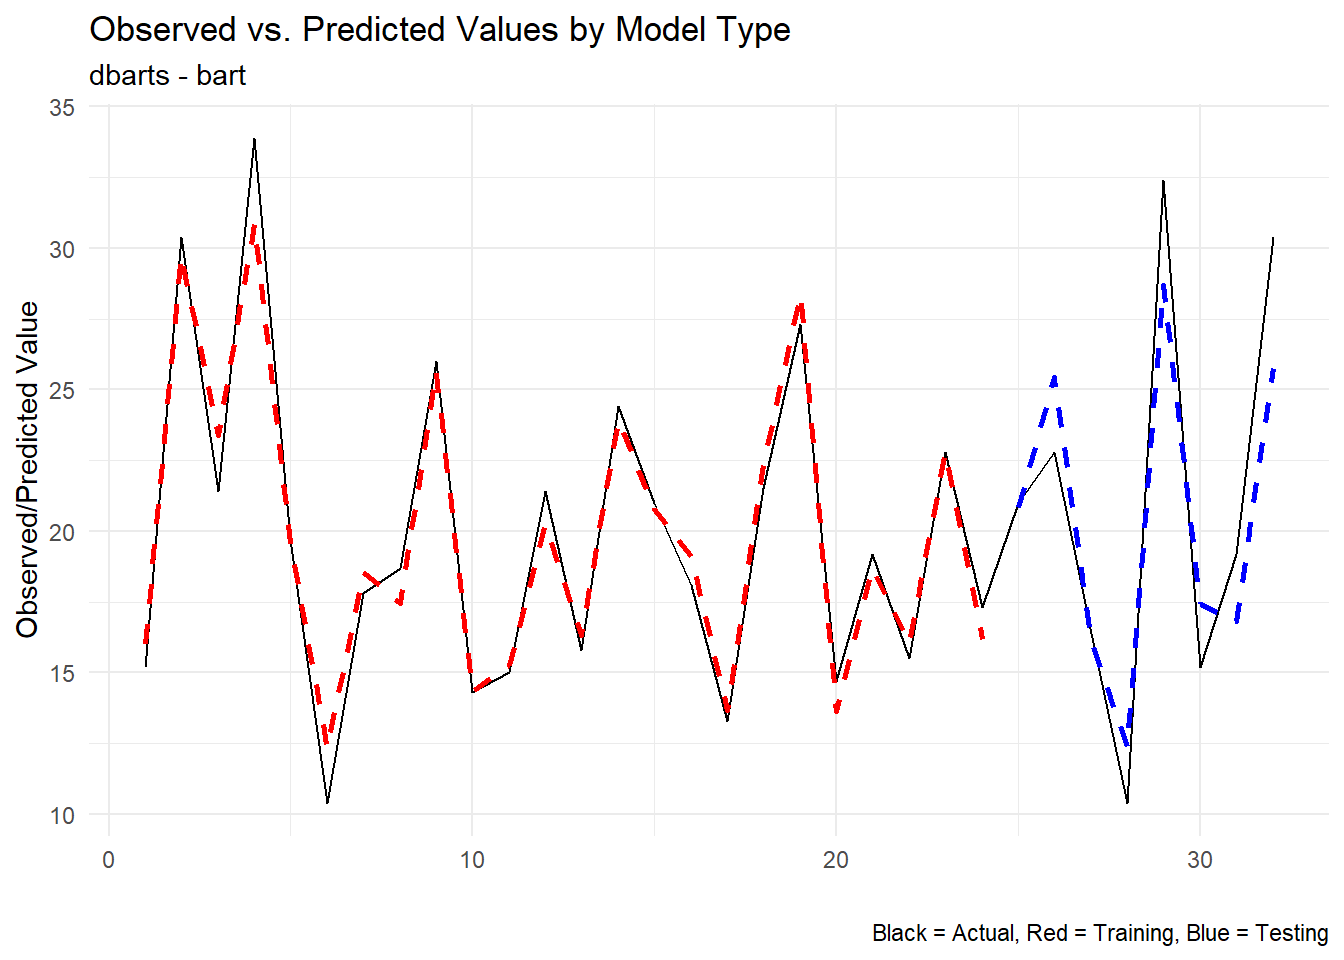 Observed vs. Predicted Values by Model Type
dbarts - bart
Observed/Predicted Value
35
30
25
20
15
10
0 10 20 30
Black = Actual, Red = Training, Blue = Testing